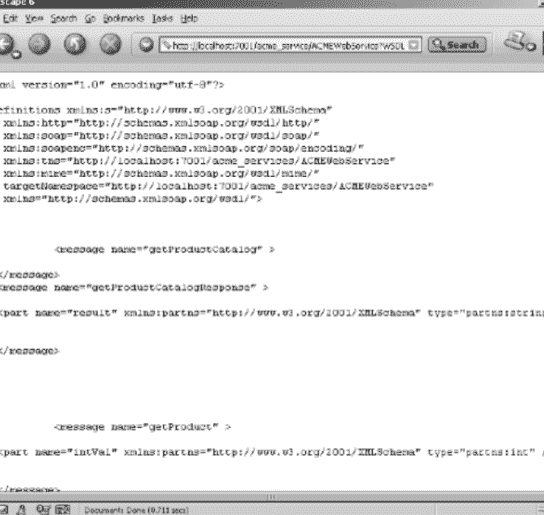 scape 6
Edit View Search Go Bookmarks Tasks Help
http://localhost:7001/acme_service/ACMEWebService?WSDL Search
xml version="1.0" encoding="utf-8"?>
efinitions xmlns:s="http://www.w3.org/2001/XMLSchema"
xmlns:http="http://schemas.xmlsoap.org/wsdl/http/"
xmlns:soap="http://schemas.xmlsoap.org/wsdl/soap/"
xmlns:soapenc="http://schemas.xmlsoap.org/soap/encoding/"
xmlns:tns="http://localhost:7001/acme_services/ACMEWebService"
xmlns:mime="http://schemas.xmlsoap.org/wsdl/mime/"
targetNamespace="http://localhost:7001/acme_services/ACMEWebService"
xmlns="http://schemas.xmlsoap.org/wsdl/">
<message name="getProductCatalog" >
</message>
<message name="getProductCatalogResponse" >
<part name="result" xmlns:partns="http://www.w3.org/2001/XMLSchema" type="partns:string
</message>
<message name="getProduct" >
<part name="intVal" xmlns:partns="http://www.w3.org/2001/XMLSchema" type="partns:int" /
</message>
Document: Done (0.711 secs)